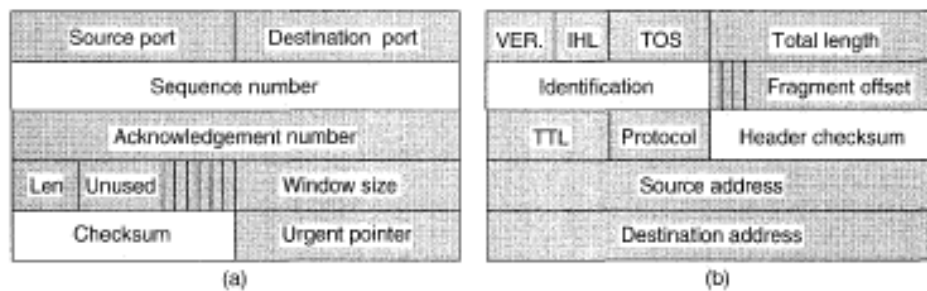 Source port Destination port
Sequence number
Acknowledgement number
Len Unused Window size
Checksum Urgent pointer
(a)
VER. IHL TOS Total length
Identification Fragment offset
TTL Protocol Header checksum
Source address
Destination address
(b)